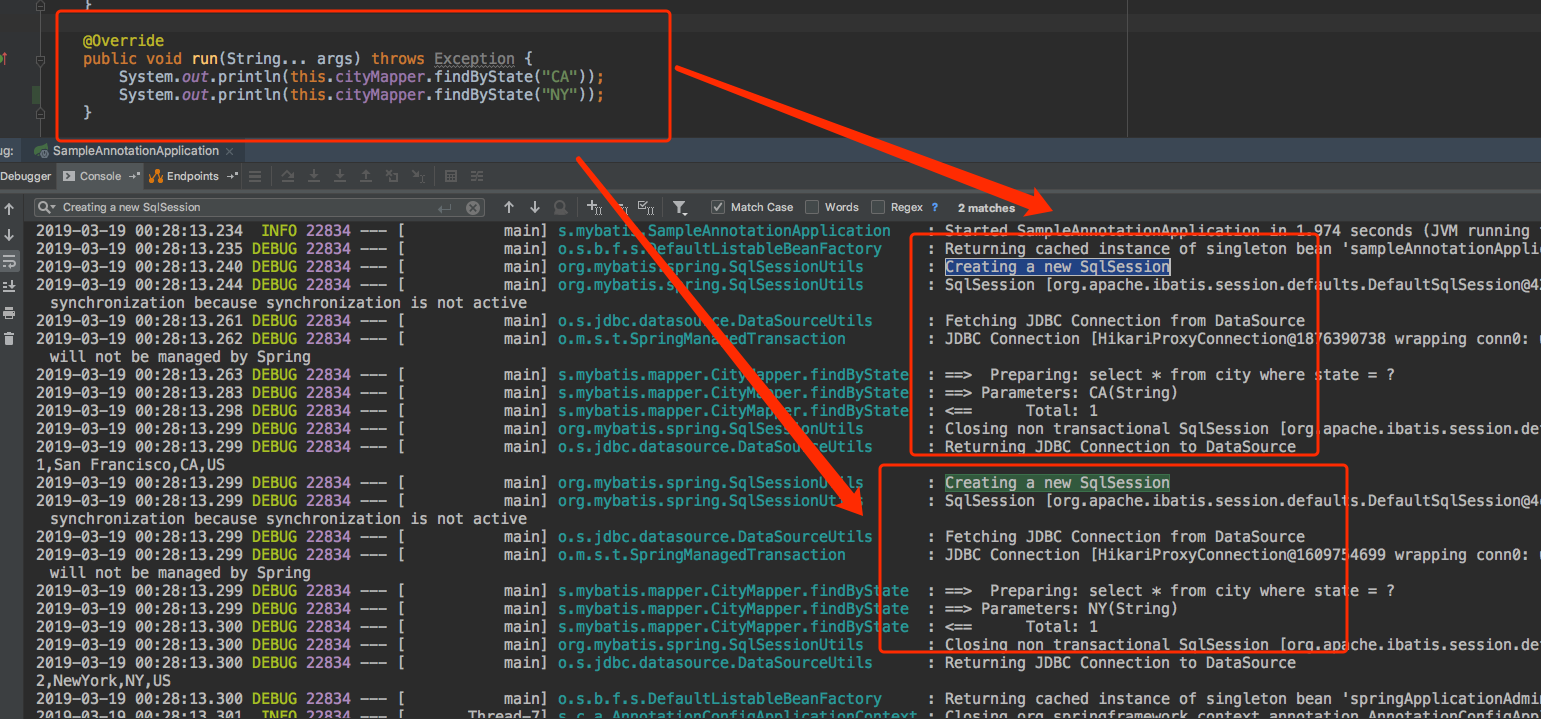 }
@Override
public void run(String... args) throws Exception {
System.out.println(this.cityMapper.findByState("CA"));
System.out.println(this.cityMapper.findByState("NY"));
}
ug: SampleAnnotationApplication ×
Debugger Console Endpoints
Creating a new SqlSession Match Case Words Regex ? 2 matches
2019-03-19 00:28:13.234 INFO 22834 --- [ main] s.mybatis.SampleAnnotationApplication : Started SampleAnnotationApplication in 1.974 seconds (JVM running
2019-03-19 00:28:13.235 DEBUG 22834 --- [ main] o.s.b.f.s.DefaultListableBeanFactory : Returning cached instance of singleton bean 'sampleAnnotationApplic
2019-03-19 00:28:13.240 DEBUG 22834 --- [ main] org.mybatis.spring.SqlSessionUtils : Creating a new SqlSession
2019-03-19 00:28:13.244 DEBUG 22834 --- [ main] org.mybatis.spring.SqlSessionUtils : SqlSession [org.apache.ibatis.session.defaults.DefaultSqlSession@4
synchronization because synchronization is not active
2019-03-19 00:28:13.261 DEBUG 22834 --- [ main] o.s.jdbc.datasource.DataSourceUtils : Fetching JDBC Connection from DataSource
2019-03-19 00:28:13.262 DEBUG 22834 --- [ main] o.m.s.t.SpringManagedTransaction : JDBC Connection [HikariProxyConnection@1876390738 wrapping conn0:
will not be managed by Spring
2019-03-19 00:28:13.263 DEBUG 22834 --- [ main] s.mybatis.mapper.CityMapper.findByState : ==> Preparing: select * from city where state = ?
2019-03-19 00:28:13.283 DEBUG 22834 --- [ main] s.mybatis.mapper.CityMapper.findByState : ==> Parameters: CA(String)
2019-03-19 00:28:13.298 DEBUG 22834 --- [ main] s.mybatis.mapper.CityMapper.findByState : <== Total: 1
2019-03-19 00:28:13.299 DEBUG 22834 --- [ main] org.mybatis.spring.SqlSessionUtils : Closing non transactional SqlSession [org.apache.ibatis.session.de
2019-03-19 00:28:13.299 DEBUG 22834 --- [ main] o.s.jdbc.datasource.DataSourceUtils : Returning JDBC Connection to DataSource
1,San Francisco,CA,US
2019-03-19 00:28:13.299 DEBUG 22834 --- [ main] org.mybatis.spring.SqlSessionUtils : Creating a new SqlSession
2019-03-19 00:28:13.299 DEBUG 22834 --- [ main] org.mybatis.spring.SqlSessionUtils : SqlSession [org.apache.ibatis.session.defaults.DefaultSqlSession@4
synchronization because synchronization is not active
2019-03-19 00:28:13.299 DEBUG 22834 --- [ main] o.s.jdbc.datasource.DataSourceUtils : Fetching JDBC Connection from DataSource
2019-03-19 00:28:13.299 DEBUG 22834 --- [ main] o.m.s.t.SpringManagedTransaction : JDBC Connection [HikariProxyConnection@1609754699 wrapping conn0:
will not be managed by Spring
2019-03-19 00:28:13.299 DEBUG 22834 --- [ main] s.mybatis.mapper.CityMapper.findByState : ==> Preparing: select * from city where state = ?
2019-03-19 00:28:13.299 DEBUG 22834 --- [ main] s.mybatis.mapper.CityMapper.findByState : ==> Parameters: NY(String)
2019-03-19 00:28:13.300 DEBUG 22834 --- [ main] s.mybatis.mapper.CityMapper.findByState : <== Total: 1
2019-03-19 00:28:13.300 DEBUG 22834 --- [ main] org.mybatis.spring.SqlSessionUtils : Closing non transactional SqlSession [org.apache.ibatis.session.de
2019-03-19 00:28:13.300 DEBUG 22834 --- [ main] o.s.jdbc.datasource.DataSourceUtils : Returning JDBC Connection to DataSource
2,NewYork,NY,US
2019-03-19 00:28:13.300 DEBUG 22834 --- [ main] o.s.b.f.s.DefaultListableBeanFactory : Returning cached instance of singleton bean 'springApplicationAdmi
2019-03-19 00:28:13.301 INFO 22834 --- [ Thread-7] s.c.a.AnnotationConfigApplicationContext : Closing org.springframework.context.annotation.AnnotationConfigAppl